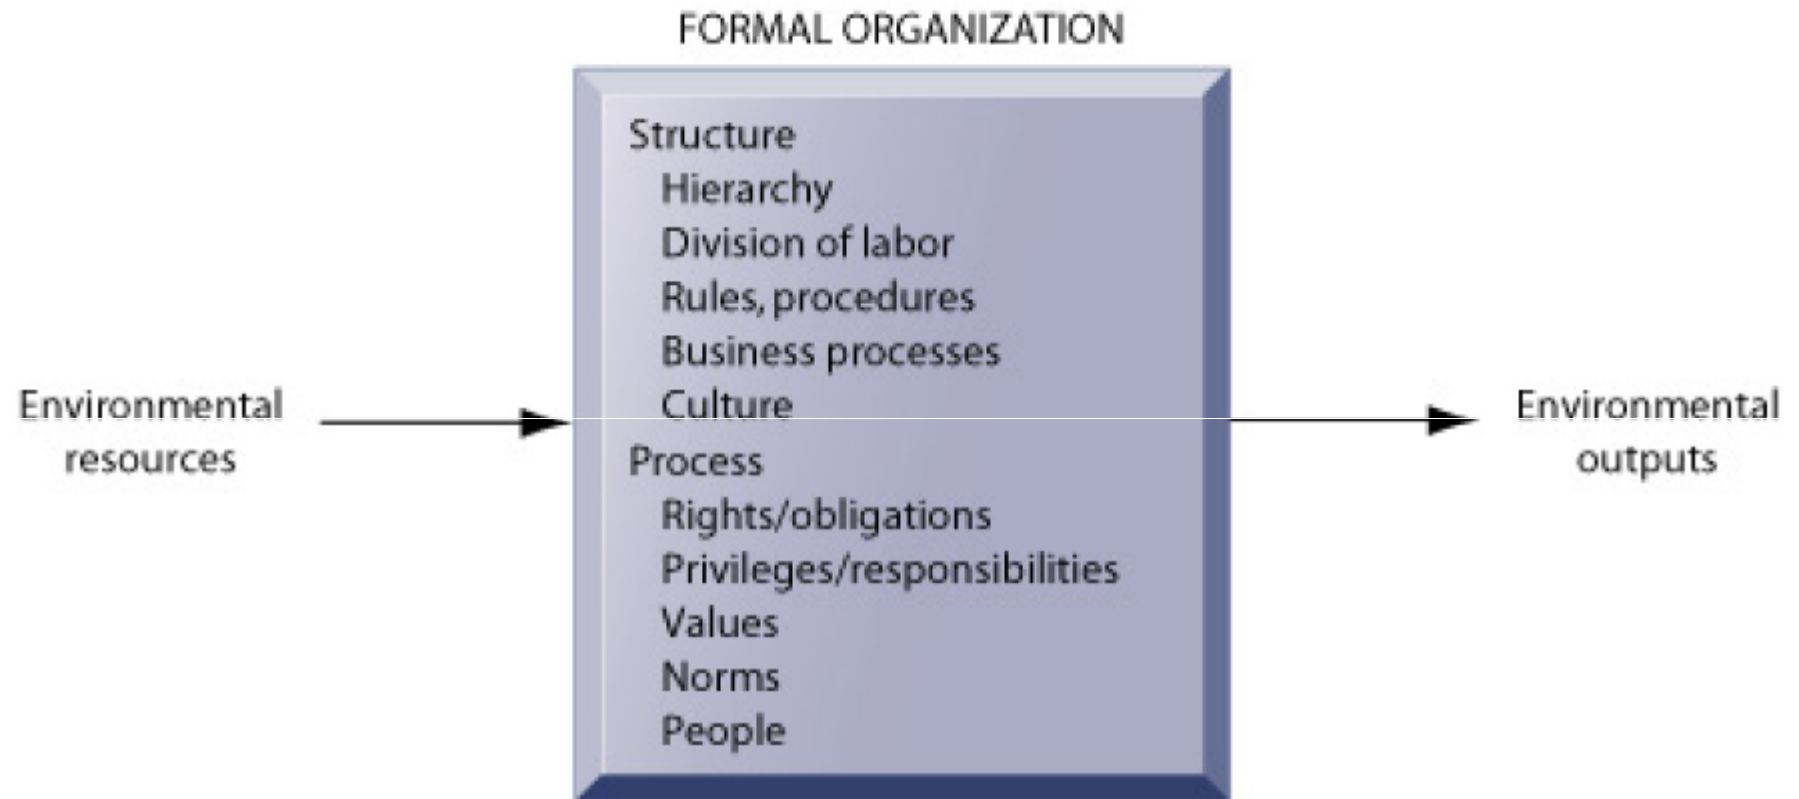 FORMAL ORGANIZATION
Structure
Hierarchy
Division of labor
Rules, procedures
Business processes
Culture
Process
Rights/obligations
Privileges/responsibilities
Values
Norms
People
Environmental
resources
Environmental
outputs